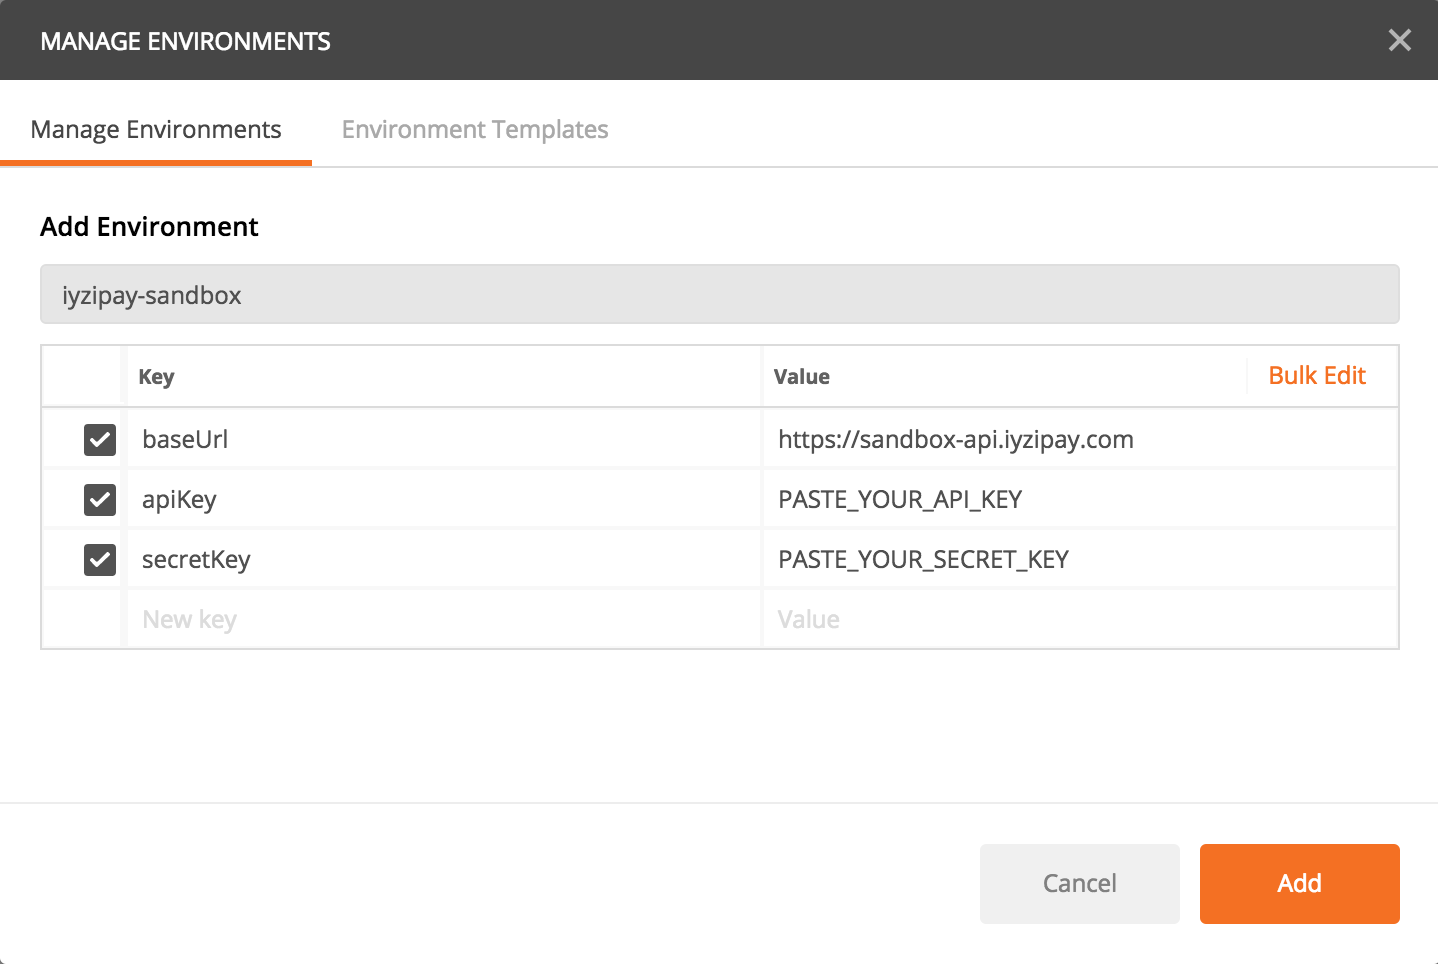 MANAGE ENVIRONMENTS
Manage Environments Environment Templates
Add Environment
iyzipay-sandbox
Key Value Bulk Edit
baseUrl https://sandbox-api.iyzipay.com
apiKey PASTE_YOUR_API_KEY
secretKey PASTE_YOUR_SECRET_KEY
New key Value
Cancel Add